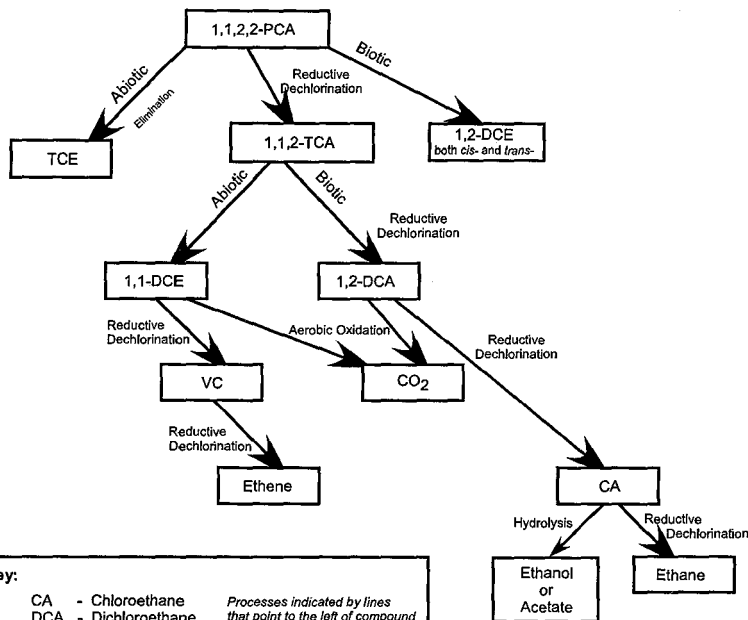 1,1,2,2-PCA
Abiotic
Elimination
Reductive
Dechlorination
Biotic
TCE
1,1,2-TCA
1,2-DCE
both cis- and trans-
Abiotic
Biotic
Reductive
Dechlorination
1,1-DCE
1,2-DCA
Reductive
Dechlorination
Aerobic Oxidation
Reductive
Dechlorination
VC
CO2
Reductive
Dechlorination
Ethene
CA
Hydrolysis
Reductive
Dechlorination
Ethanol
or
Acetate
Ethane
ey:
CA - Chloroethane
DCA - Dichloroethane
Processes indicated by lines
that point to the left of compound